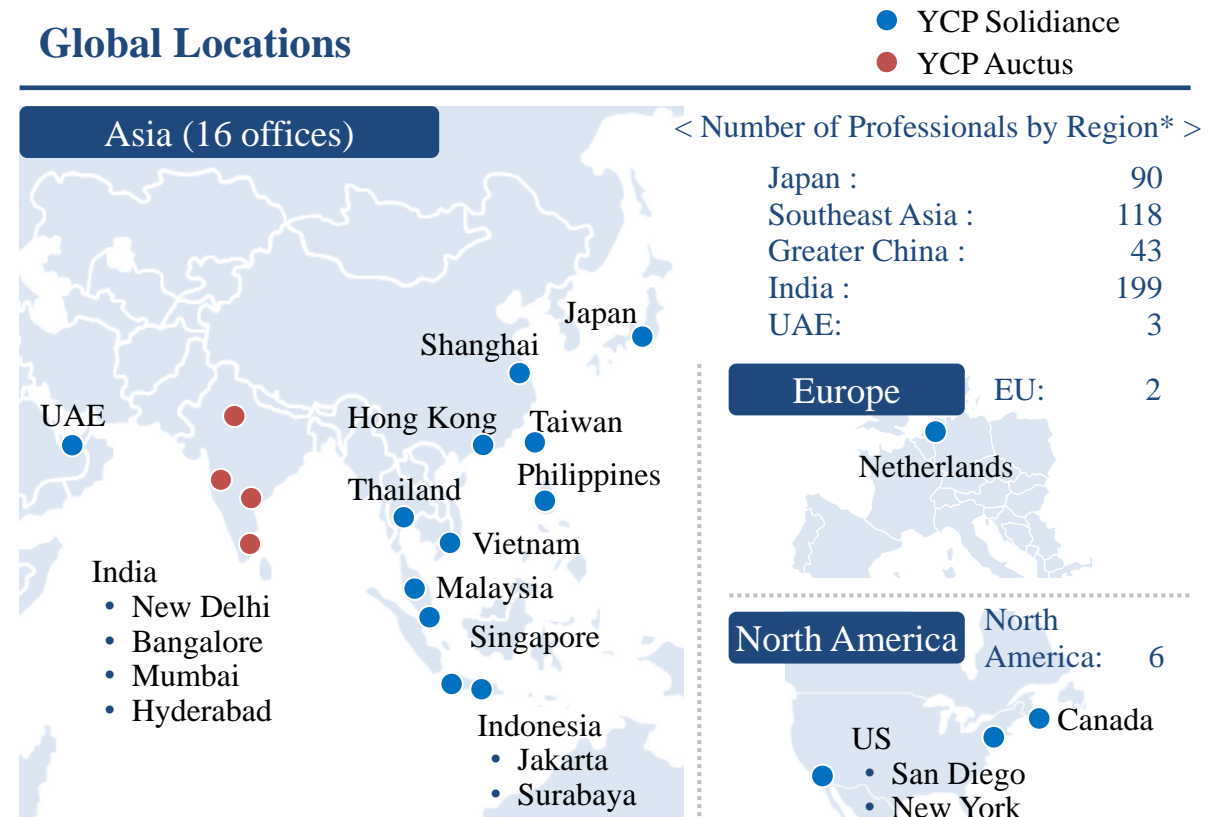 Global Locations
YCP Solidiance
YCP Auctus
Asia (16 offices)
< Number of Professionals by Region* >
Japan : 90
Southeast Asia : 118
Greater China : 43
India : 199
UAE: 3
Japan
Shanghai
UAE
Hong Kong
Taiwan
Philippines
Thailand
Vietnam
Malaysia
Singapore
India
• New Delhi
• Bangalore
• Mumbai
• Hyderabad
Indonesia
• Jakarta
• Surabaya
Europe
EU: 2
Netherlands
North America
North
America: 6
Canada
US
• San Diego
• New York